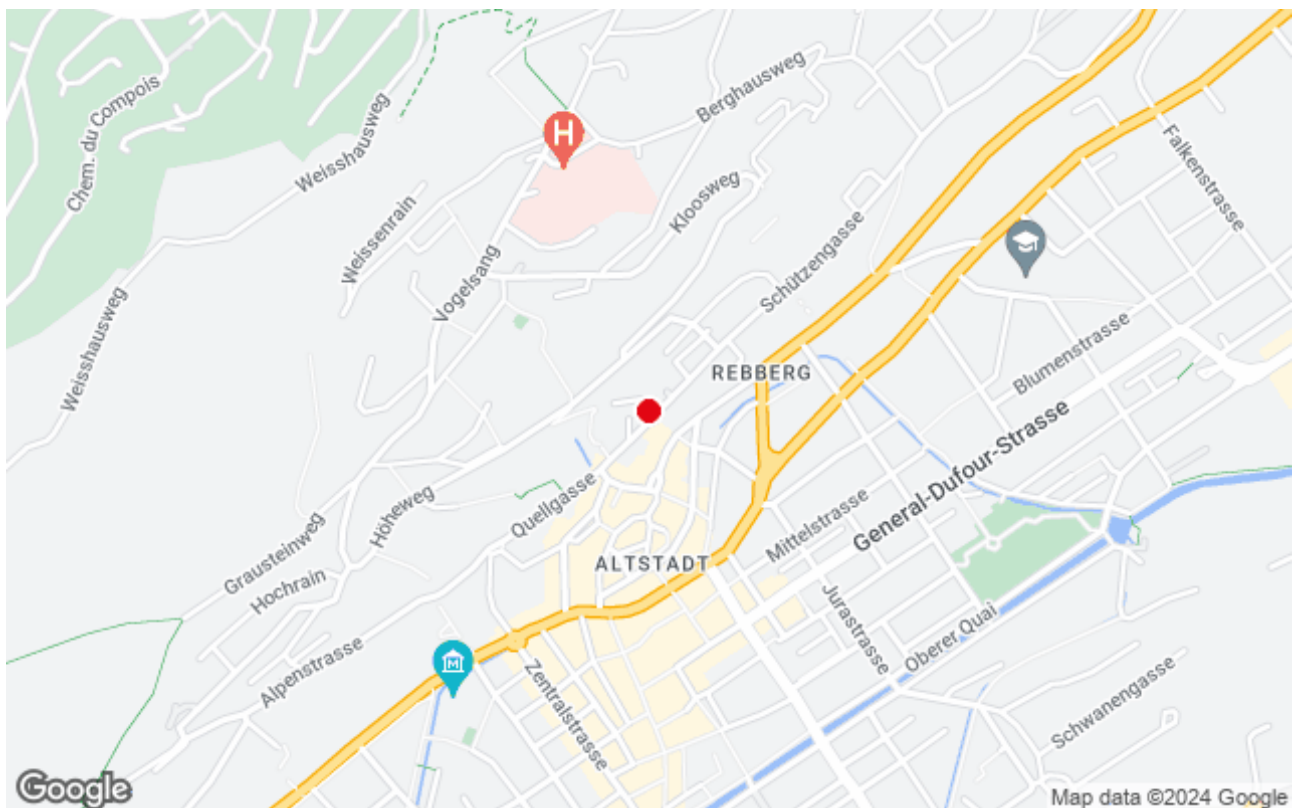 Chem. du Compois
Weisshausweg
Berghausweg
H
Falkenstrasse
Kloosweg
Weissenrain
Schützengasse
Vogelsang
Weisshausweg
REBBERG
Blumenstrasse
General-Dufour-Strasse
Quellgasse
Höheweg
Mittelstrasse
Grausteinweg
ALTSTADT
Hochrain
Jurastrasse
Oberer Quai
Alpenstrasse
M
Zentralstrasse
Schwanengasse
Google
Map data ©2024 Google